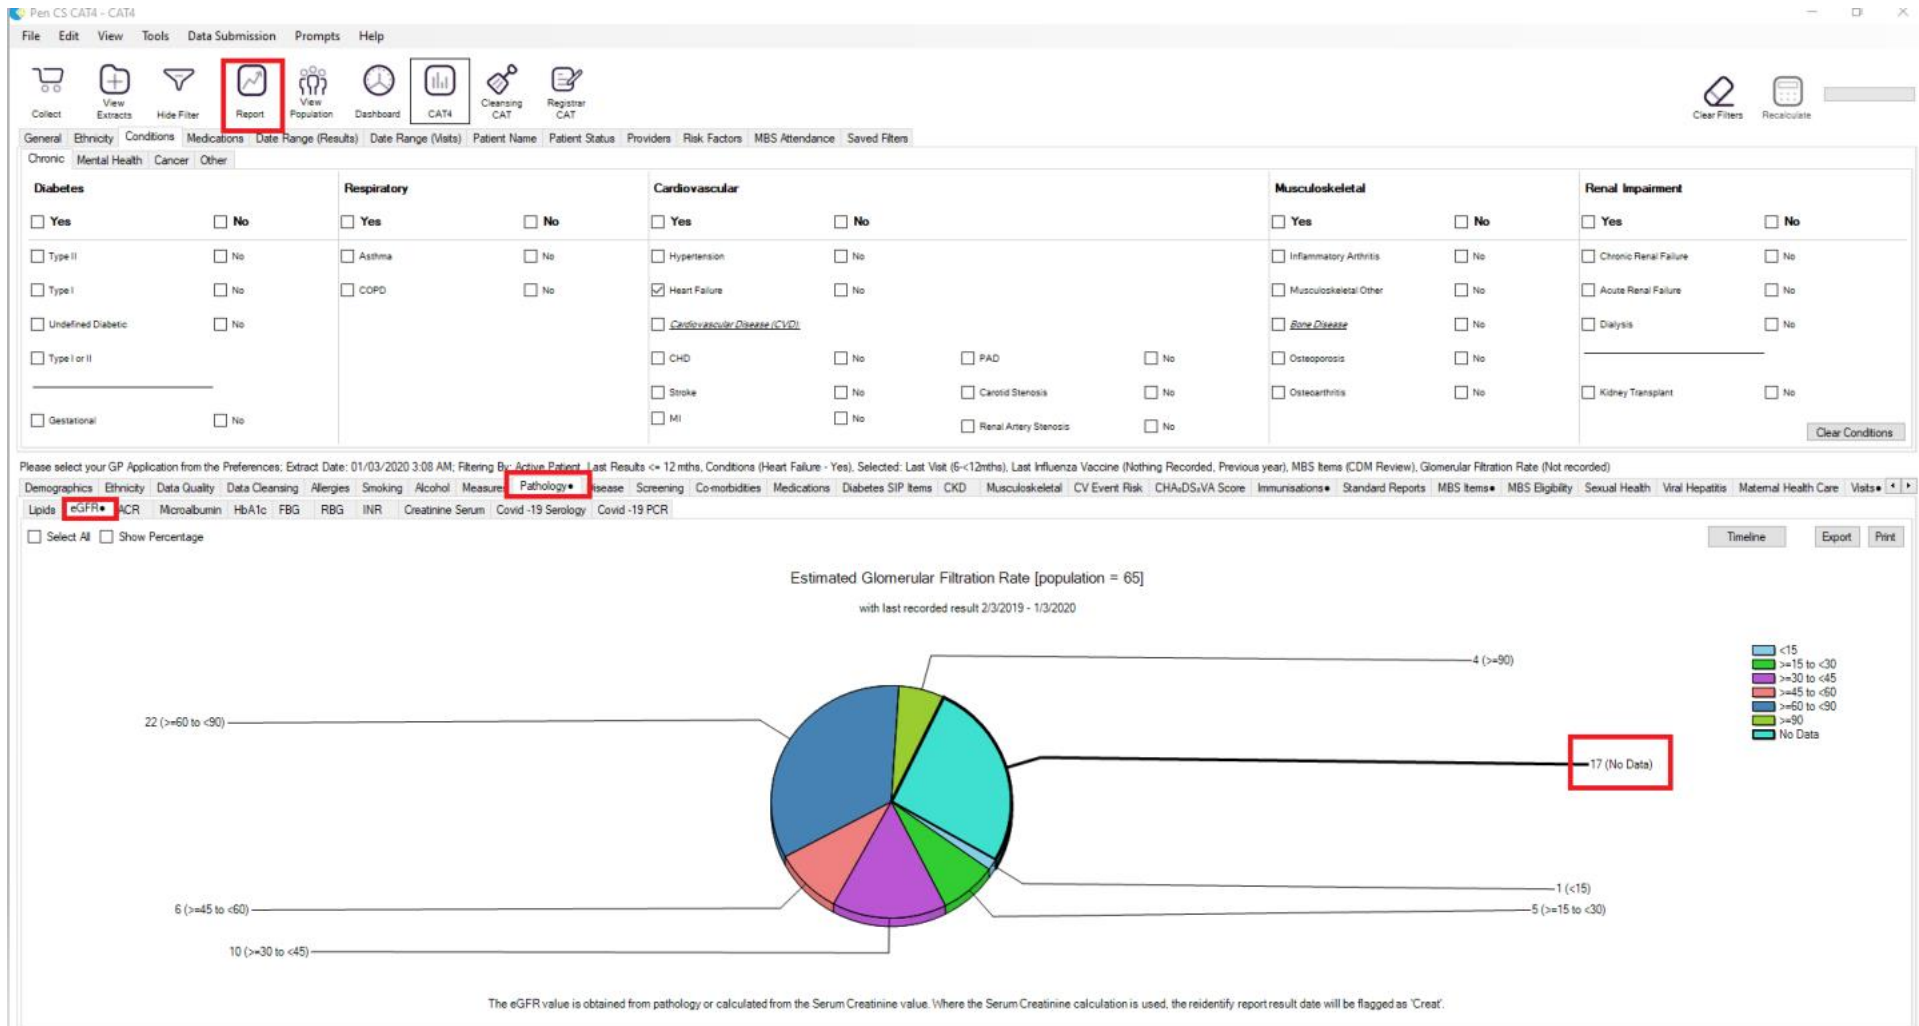 Pen CS CAT4 - CAT4
File Edit View Tools Data Submission Prompts Help
Collect View Extracts Hide Filter Report View Population Dashboard CAT4 Cleansing CAT Registrar CAT Clear Filters Recalculate
General Ethnicity Conditions Medications Date Range (Results) Date Range (Visits) Patient Name Patient Status Providers Risk Factors MBS Attendance Saved Filters
Chronic Mental Health Cancer Other
Diabetes Respiratory Cardiovascular Musculoskeletal Renal Impairment
Yes No Yes No Yes No Yes No Yes No
Type II No Asthma No Hypertension No Inflammatory Arthritis No Chronic Renal Failure No
Type I No COPD No Heart Failure No Musculoskeletal Other No Acute Renal Failure No
Undefined Diabetic No Cardiovascular Disease (CVD): Bone Disease No Dialysis No
Type I or II CHD No PAD No Osteoporosis No
Stroke No Carotid Stenosis No Osteoarthritis No Kidney Transplant No
Gestational No MI No Renal Artery Stenosis No
Clear Conditions
Please select your GP Application from the Preferences; Extract Date: 01/03/2020 3:08 AM; Filtering By: Active Patient, Last Results <= 12 mths, Conditions (Heart Failure - Yes), Selected: Last Visit (6-<12mths), Last Influenza Vaccine (Nothing Recorded, Previous year), MBS Items (CDM Review), Glomerular Filtration Rate (Not recorded)
Demographics Ethnicity Data Quality Data Cleansing Allergies Smoking Alcohol Measure Pathology• isease Screening Co-morbidities Medications Diabetes SIP Items CKD Musculoskeletal CV Event Risk CHA₂DS₂VA Score Immunisations• Standard Reports MBS Items• MBS Eligibility Sexual Health Viral Hepatitis Maternal Health Care Visits•
Lipids eGFR• ACR Microalbumin HbA1c FBG RBG INR Creatinine Serum Covid -19 Serology Covid -19 PCR
Select All Show Percentage Timeline Export Print
Estimated Glomerular Filtration Rate [population = 65]
with last recorded result 2/3/2019 - 1/3/2020
<15
>=15 to <30
>=30 to <45
>=45 to <60
>=60 to <90
>=90
No Data
4 (>=90)
22 (>=60 to <90)
17 (No Data)
1 (<15)
6 (>=45 to <60)
5 (>=15 to <30)
10 (>=30 to <45)
The eGFR value is obtained from pathology or calculated from the Serum Creatinine value. Where the Serum Creatinine calculation is used, the reidentify report result date will be flagged as 'Creat'.